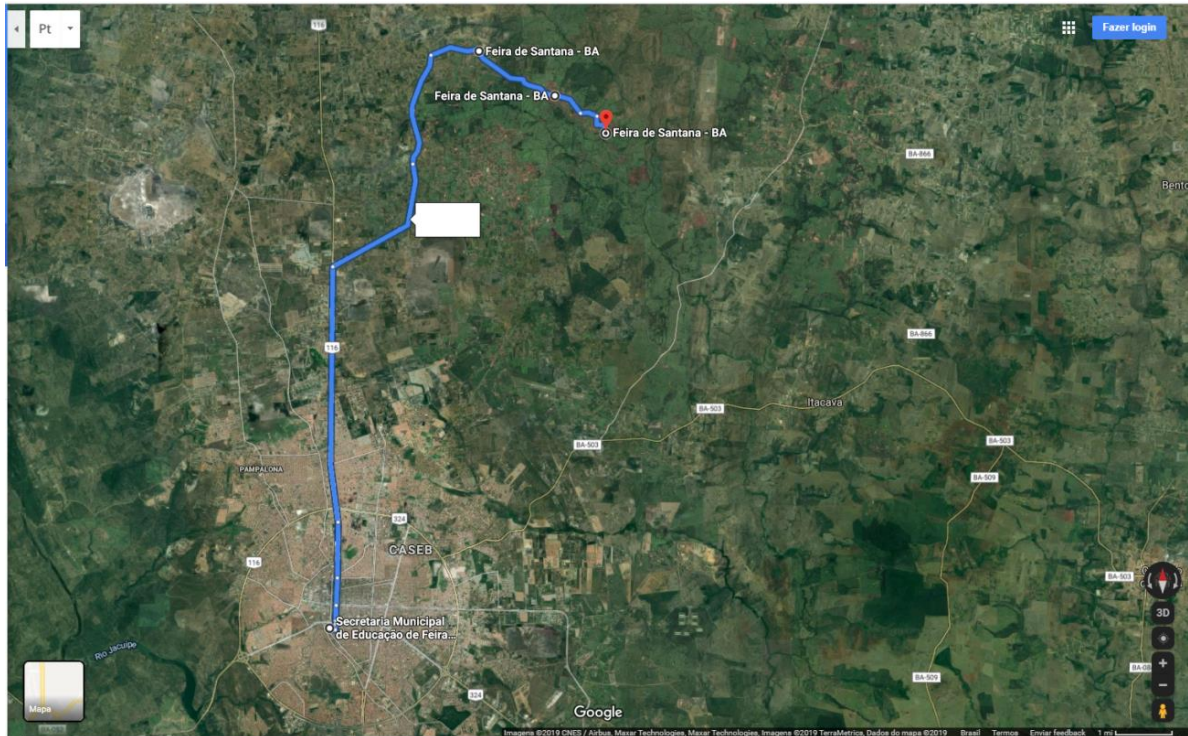 Pt
Fazer login
116
Feira de Santana - BA
Feira de Santana - BA
Feira de Santana - BA
BA-866
Bento
BA-866
116
Itacava
BA-503
BA-503
BA-503
PAMPALONA
BA-509
324
CASEB
116
BA-503
3D
Secretaria Municipal
de Educação de Feira...
Rio Jacuípe
BA-509
324
Mapa
Google
Imagens ©2019 CNES / Airbus, Maxar Technologies, Maxar Technologies, Imagens ©2019 TerraMetrics, Dados do mapa ©2019 Brasil Termos Enviar feedback 1 mi